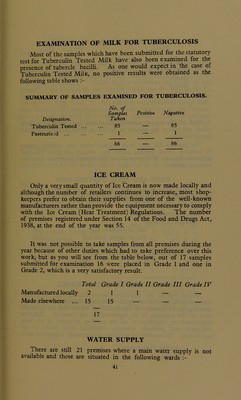 EXAMINATION OF MILK FOR TUBERCULOSIS
Most of the samples which have been submitted for the statutory
test for Tuberculin Tested Milk have also been examined for the
presence of tubercle bacilli. As one would expect in the case of
Tuberculin Tested Milk, no positive results were obtained as the
following table shows :-
SUMMARY OF SAMPLES EXAMINED FOR TUBERCULOSIS.
No. of
Samples Positive Negative
Designation. Taken
Tuberculin Tested ... ... 85 — 85
Pasteurised ... ... 1 — 1
86 — 86
ICE CREAM
Only a very small quantity of Ice Cream is now made locally and
although the number of retailers continues to increase, most shop-
keepers prefer to obtain their supplies from one of the well-known
manufacturers rather than provide the equipment necessary to comply
with the Ice Cream [Heat Treatment] Regulations. The number
of premises registered under Section 14 of the Food and Drugs Act,
1938, at the end of the year was 55.
It was not possible to take samples from all premises during the
year because of other duties which had to take preference over this
work, but as you will see from the table below, out of 17 samples
submitted for examination 16 were placed in Grade I and one in
Grade 2, which is a very satisfactory result.
Total Grade I Grade II Grade III Grade IV
Manufactured locally 2 1 1 — —
Made elsewhere ... 15 15 — — —
17
WATER SUPPLY
There are still 21 premises where a main water supply is not
available and those are situated in the following wards :-
41